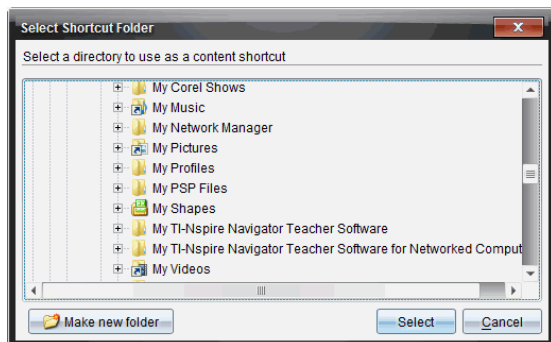 Select Shortcut Folder
Select a directory to use as a content shortcut
My Corel Shows
My Music
My Network Manager
My Pictures
My Profiles
My PSP Files
My Shapes
My TI-Nspire Navigator Teacher Software
My TI-Nspire Navigator Teacher Software for Networked Comput
My Videos
Make new folder
Select
Cancel